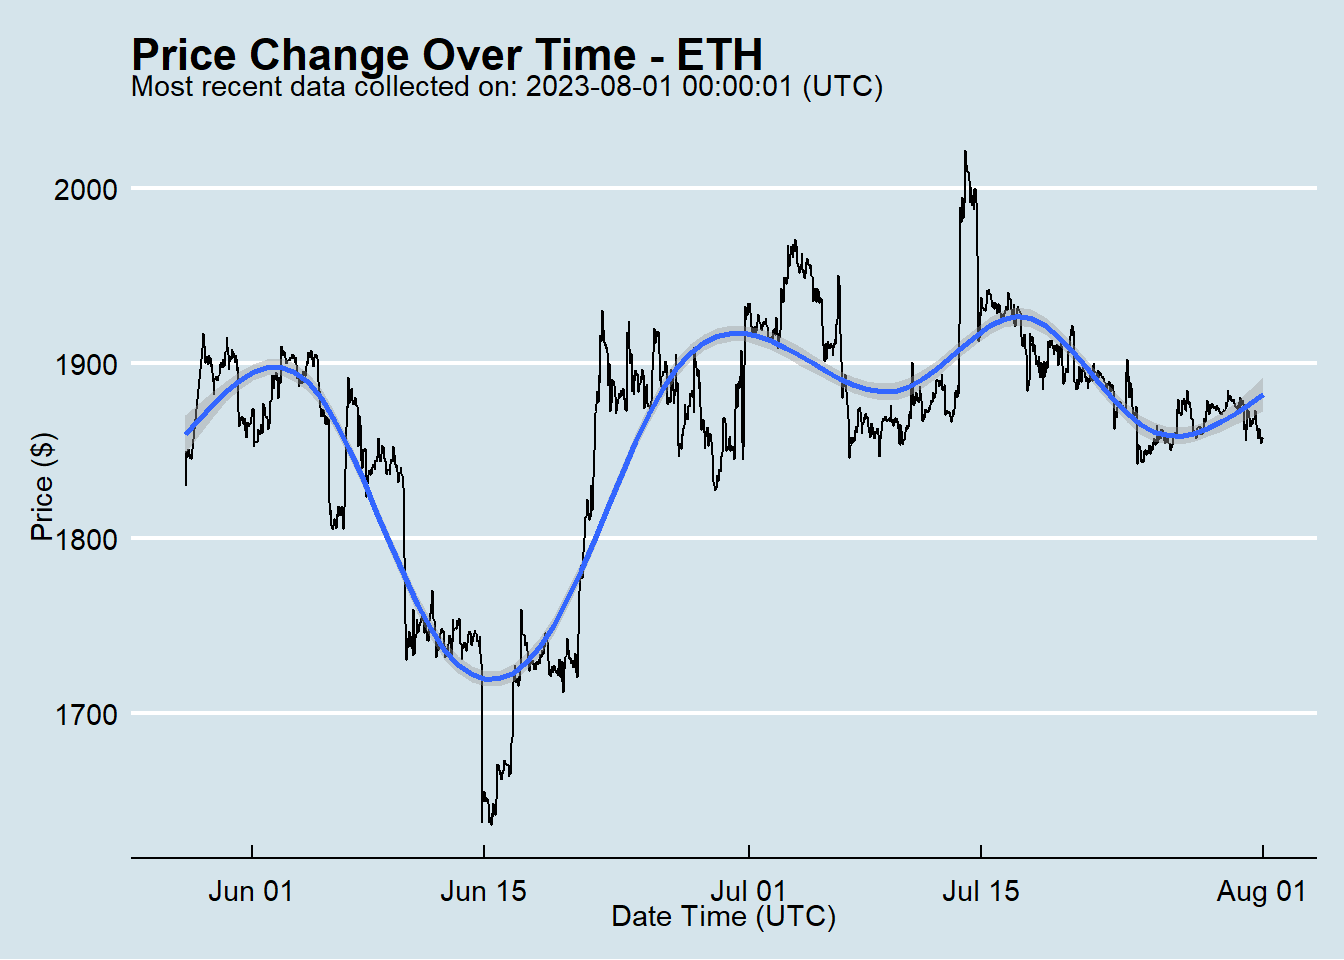 Price Change Over Time - ETH
Most recent data collected on: 2023-08-01 00:00:01 (UTC)
Price ($)
2000
1900
1800
1700
Jun 01 Jun 15 Jul 01 Jul 15 Aug 01
Date Time (UTC)